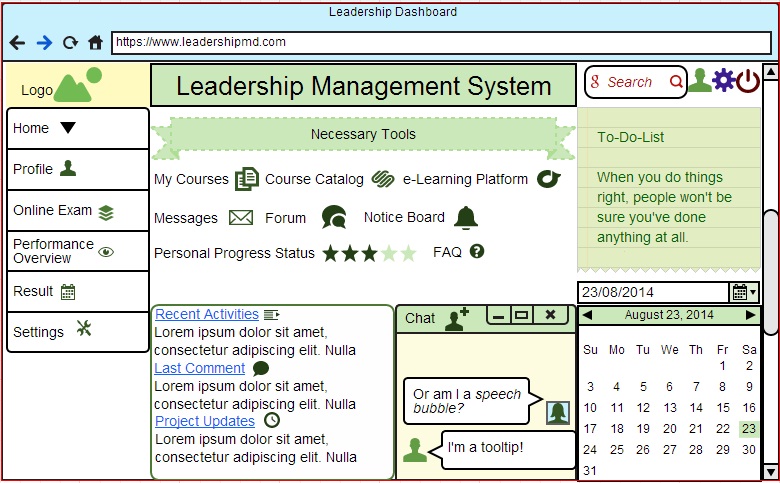 Leadership Dashboard
https://www.leadershipmd.com
Logo
Leadership Management System
g Search
Home
Profile
Online Exam
Performance
Overview
Result
Settings
Necessary Tools
My Courses Course Catalog e-Learning Platform
Messages Forum Notice Board
Personal Progress Status FAQ ?
To-Do-List
When you do things
right, people won't be
sure you've done
anything at all.
Recent Activities
Lorem ipsum dolor sit amet,
consectetur adipiscing elit. Nulla
Last Comment
Lorem ipsum dolor sit amet,
consectetur adipiscing elit. Nulla
Project Updates
Lorem ipsum dolor sit amet,
consectetur adipiscing elit. Nulla
Chat
Or am I a speech
bubble?
I'm a tooltip!
23/08/2014
August 23, 2014
Su Mo Tu We Th Fr Sa
1 2
3 4 5 6 7 8 9
10 11 12 13 14 15 16
17 18 19 20 21 22 23
24 25 26 27 28 29 30
31